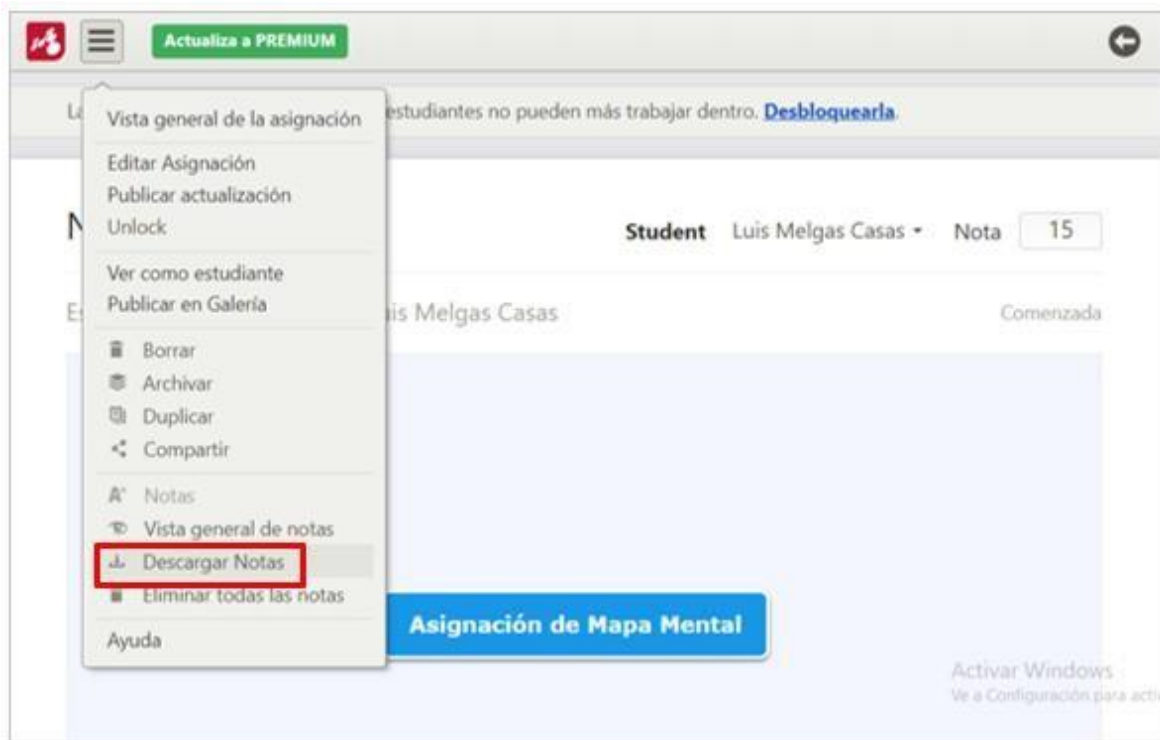 Actualiza a PREMIUM
La
estudiantes no pueden más trabajar dentro. Desbloquearla.
Vista general de la asignación
Editar Asignación
Publicar actualización
Unlock
Ver como estudiante
Publicar en Galería
Borrar
Archivar
Duplicar
Compartir
Notas
Vista general de notas
Descargar Notas
Eliminar todas las notas
Ayuda
N
Student Luis Melgas Casas Nota 15
Es
is Melgas Casas Comenzada
Asignación de Mapa Mental
Activar Windows
Ve a Configuración para acti